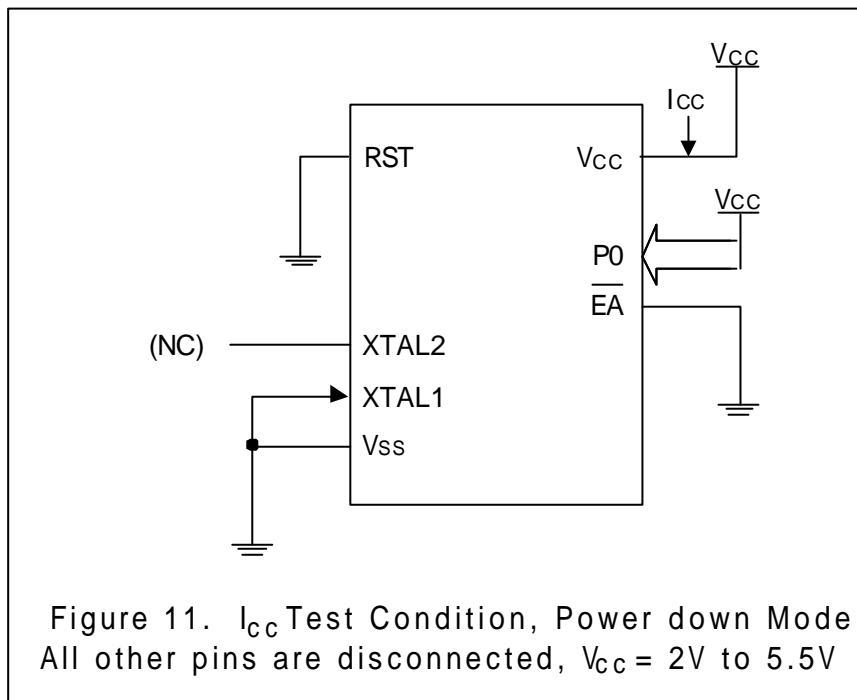 VCC
ICC
RST
VCC
VCC
P0
EA
(NC)
XTAL2
XTAL1
VSS
Figure 11. ICC Test Condition, Power down Mode
All other pins are disconnected, VCC = 2V to 5.5V